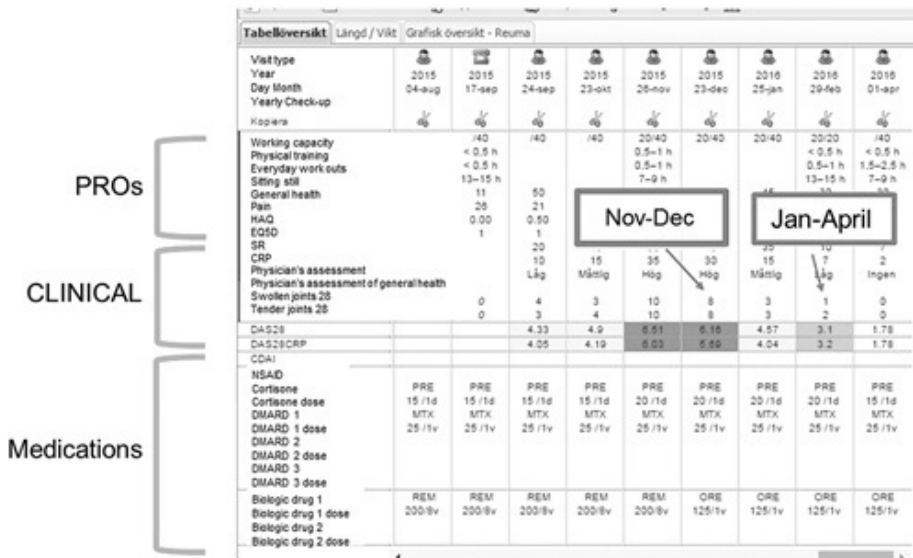 Tabellöversikt Längd / Vikt Grafisk översikt - Reuma
Visit type
Year 2015 2015 2015 2015 2015 2015 2016 2016 2016
Day Month 04-aug 17-sep 24-sep 23-okt 26-nov 23-dec 25-jan 29-feb 01-apr
Yearly Check-up
Kopiera
PROs
Working capacity /40 /40 /40 20/40 20/40 20/40 20/20 /40
Physical training < 0.5 h 0.5–1 h < 0.5 h < 0.5 h
Everyday work outs < 0.5 h 0.5–1 h 0.5–1 h 1.5–2.5 h
Sitting still 13–15 h 7–9 h 13–15 h 7–9 h
General health 11 50
Pain 26 21
HAQ 0.00 0.50
EQ5D 1 1
Nov-Dec
Jan-April
CLINICAL
SR 20
CRP 10 15 35 30 15 7 2
Physician's assessment Låg Måttlig Hög Hög Måttlig Låg Ingen
Physician's assessment of general health
Swollen joints 28 0 4 3 10 8 3 1 0
Tender joints 28 0 3 4 10 8 3 2 0
DAS28 4.33 4.9 6.51 6.16 4.57 3.1 1.78
DAS28CRP 4.05 4.19 6.03 5.69 4.04 3.2 1.78
CDAI
Medications
NSAID
Cortisone PRE PRE PRE PRE PRE PRE PRE PRE PRE
Cortisone dose 15 /1d 15 /1d 15 /1d 15 /1d 20 /1d 20 /1d 20 /1d 20 /1d 15 /1d
DMARD 1 MTX MTX MTX MTX MTX MTX MTX MTX MTX
DMARD 1 dose 25 /1v 25 /1v 25 /1v 25 /1v 25 /1v 25 /1v 25 /1v 25 /1v 25 /1v
DMARD 2
DMARD 2 dose
DMARD 3
DMARD 3 dose
Biologic drug 1 REM REM REM REM REM ORE ORE ORE ORE
Biologic drug 1 dose 200/8v 200/8v 200/8v 200/8v 200/8v 125/1v 125/1v 125/1v 125/1v
Biologic drug 2
Biologic drug 2 dose